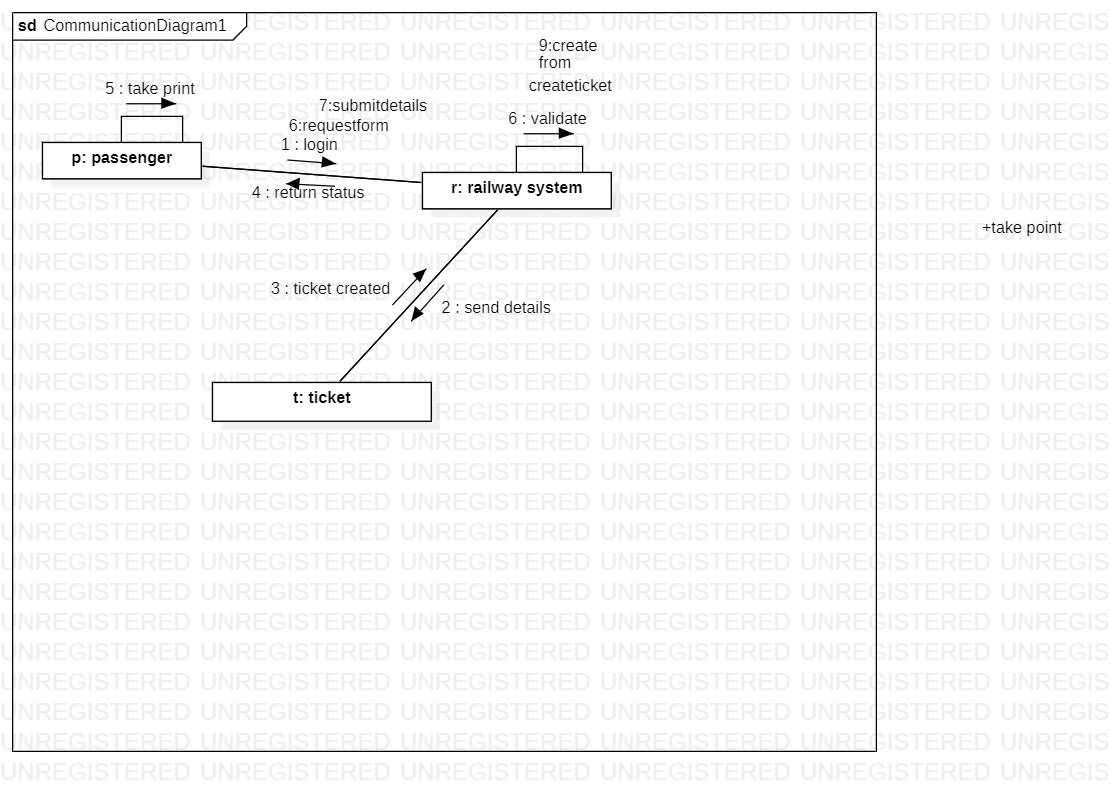 sd CommunicationDiagram1
9:create
from
createticket
5 : take print
7:submitdetails
6:requestform
6 : validate
1 : login
p: passenger
r: railway system
4 : return status
+take point
3 : ticket created
2 : send details
t: ticket
UNREGISTERED UNREGISTERED UNREGISTERED UNREGISTERED UNREGISTERED UNREGIS